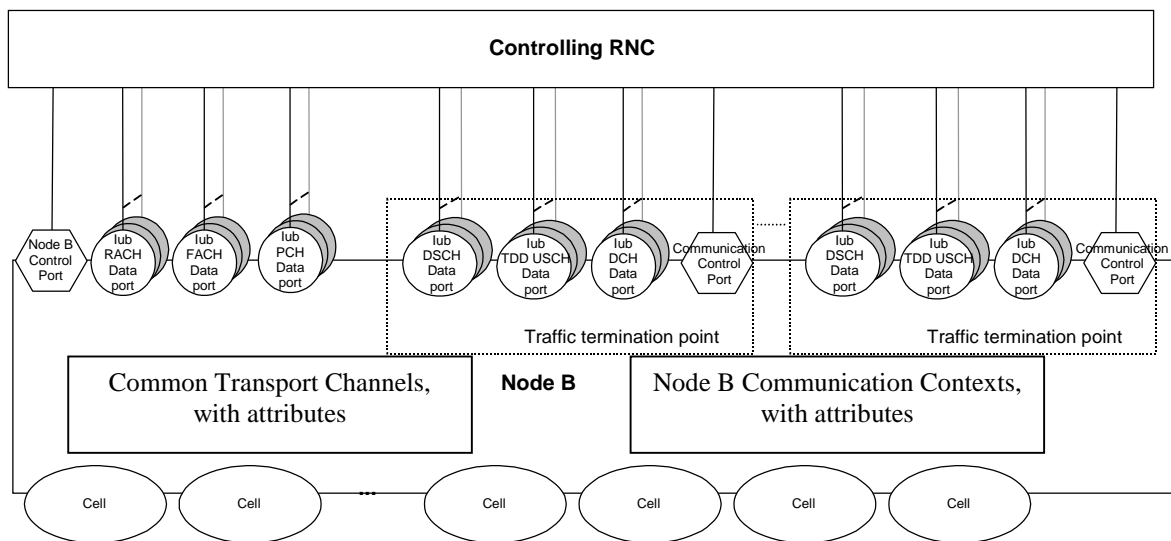 Controlling RNC
Node B
Control
Port
Iub
RACH
Data
port
Iub
FACH
Data
port
Iub
PCH
Data
port
Iub
DSCH
Data
port
Iub
TDD USCH
Data
port
Iub
DCH
Data
port
Communication
Control
Port
Iub
DSCH
Data
port
Iub
TDD USCH
Data
port
Iub
DCH
Data
port
Communication
Control
Port
Traffic termination point
Traffic termination point
Common Transport Channels,
with attributes
Node B
Node B Communication Contexts,
with attributes
Cell
Cell
...
Cell
Cell
Cell
Cell